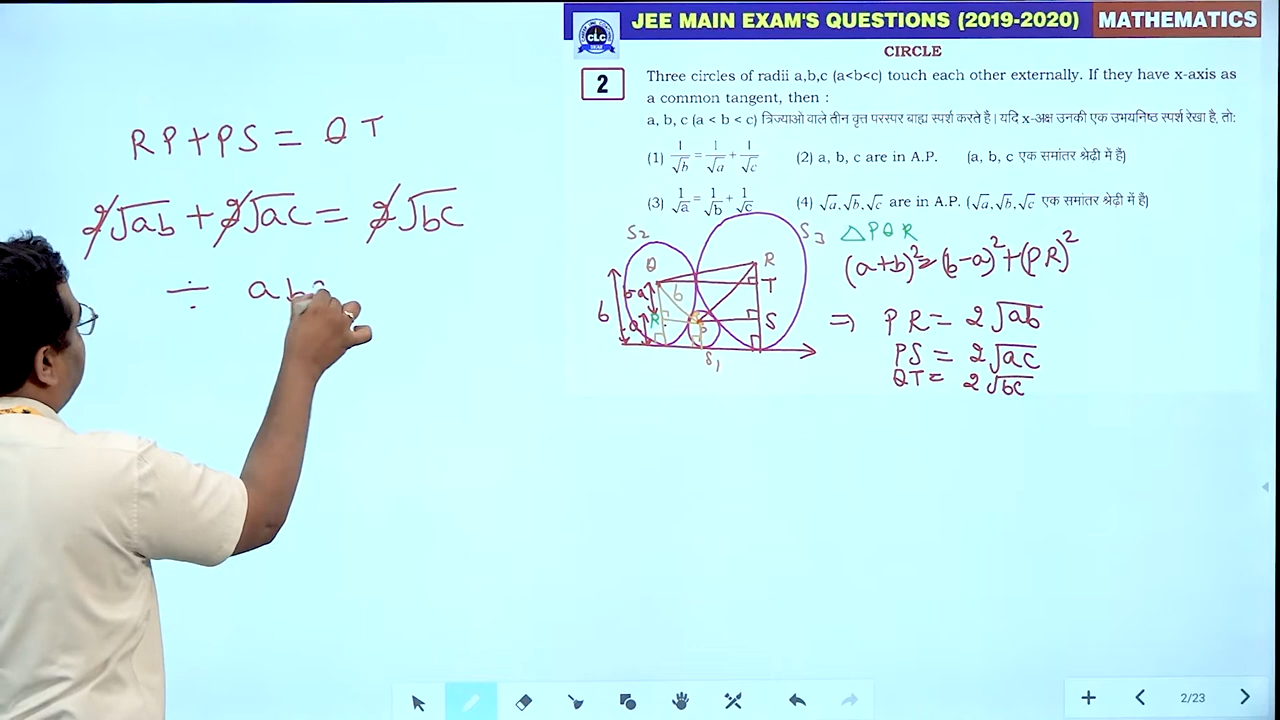 JEE MAIN EXAM'S QUESTIONS (2019-2020) MATHEMATICS
CLC
CIRCLE
2
Three circles of radii a,b,c (a<b<c) touch each other externally. If they have x-axis as
a common tangent, then :
a, b, c (a < b < c) त्रिज्याओ वाले तीन वृत्त परस्पर बाह्य स्पर्श करते है। यदि x-अक्ष उनकी एक उभयनिष्ठ स्पर्श रेखा है, तो:
(1) 1/√b = 1/√a + 1/√c (2) a, b, c are in A.P. (a, b, c एक समांतर श्रेढी में हैं)
(3) 1/√a = 1/√b + 1/√c (4) √a,√b,√c are in A.P. (√a,√b,√c एक समांतर श्रेढी में हैं)
RP+PS = QT
2√ab + 2√ac = 2√bc
÷ ab
S2
S3
Q
R
T
b-a
b
b
R
a
P
S
S1
△PQR
(a+b)²=(b-a)²+(PR)²
⇒ PR = 2√ab
PS = 2√ac
QT = 2√bc
2/23